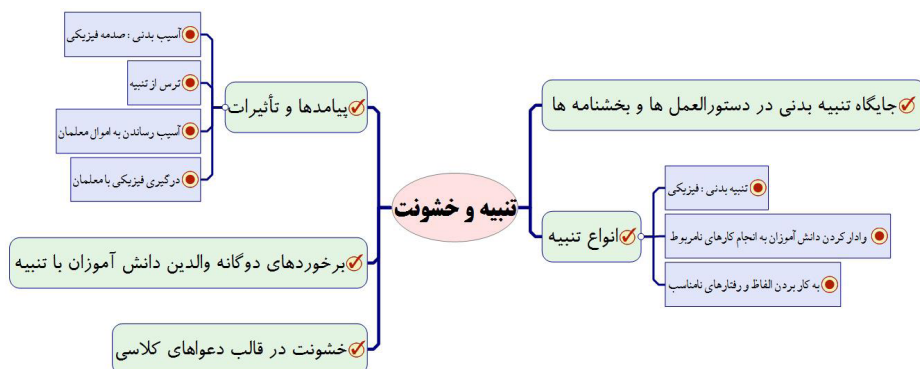 تنبیه و خشونت
جایگاه تنبیه بدنی در دستورالعمل ها و بخشنامه ها
انواع تنبیه
تنبیه بدنی : فیزیکی
وادار کردن دانش آموزان به انجام کارهای نامربوط
به کار بردن الفاظ و رفتارهای نامناسب
پیامدها و تأثیرات
آسیب بدنی : صدمه فیزیکی
ترس از تنبیه
آسیب رساندن به اموال معلمان
درگیری فیزیکی با معلمان
برخوردهای دوگانه والدین دانش آموزان با تنبیه
خشونت در قالب دعواهای کلاسی